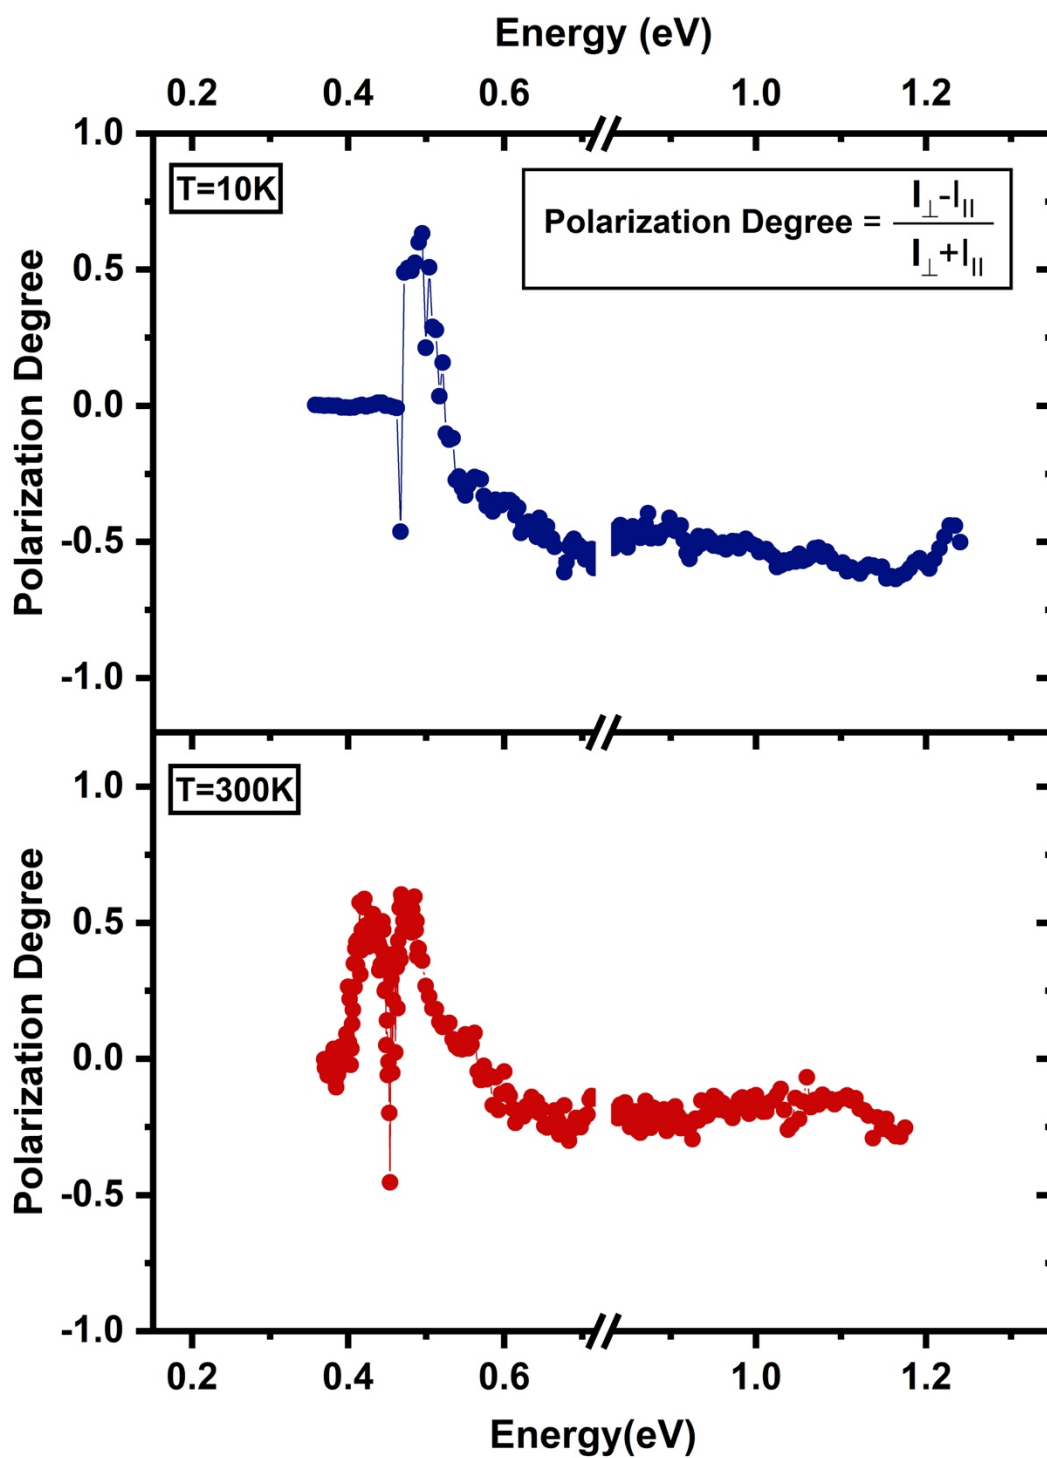 Energy (eV)
0.2 0.4 0.6 1.0 1.2
1.0
T=10K
Polarization Degree = I⊥-I||
I⊥+I||
0.5
0.0
-0.5
-1.0
Polarization Degree
T=300K
1.0
0.5
0.0
-0.5
-1.0
Polarization Degree
0.2 0.4 0.6 1.0 1.2
Energy(eV)